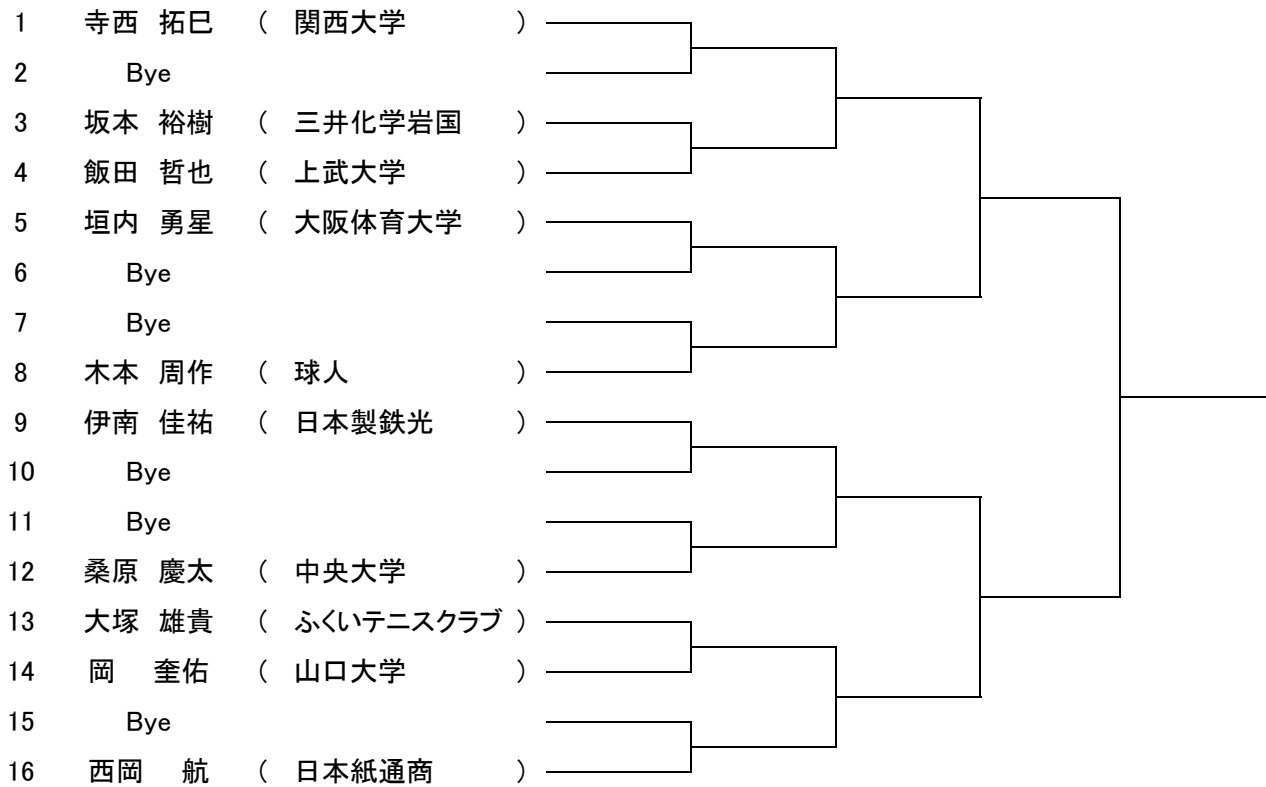 1 寺西 拓巳 ( 関西大学 )
2 Bye
3 坂本 裕樹 ( 三井化学岩国 )
4 飯田 哲也 ( 上武大学 )
5 垣内 勇星 ( 大阪体育大学 )
6 Bye
7 Bye
8 木本 周作 ( 球人 )
9 伊南 佳祐 ( 日本製鉄光 )
10 Bye
11 Bye
12 桑原 慶太 ( 中央大学 )
13 大塚 雄貴 ( ふくいテニスクラブ )
14 岡 奎佑 ( 山口大学 )
15 Bye
16 西岡 航 ( 日本紙通商 )